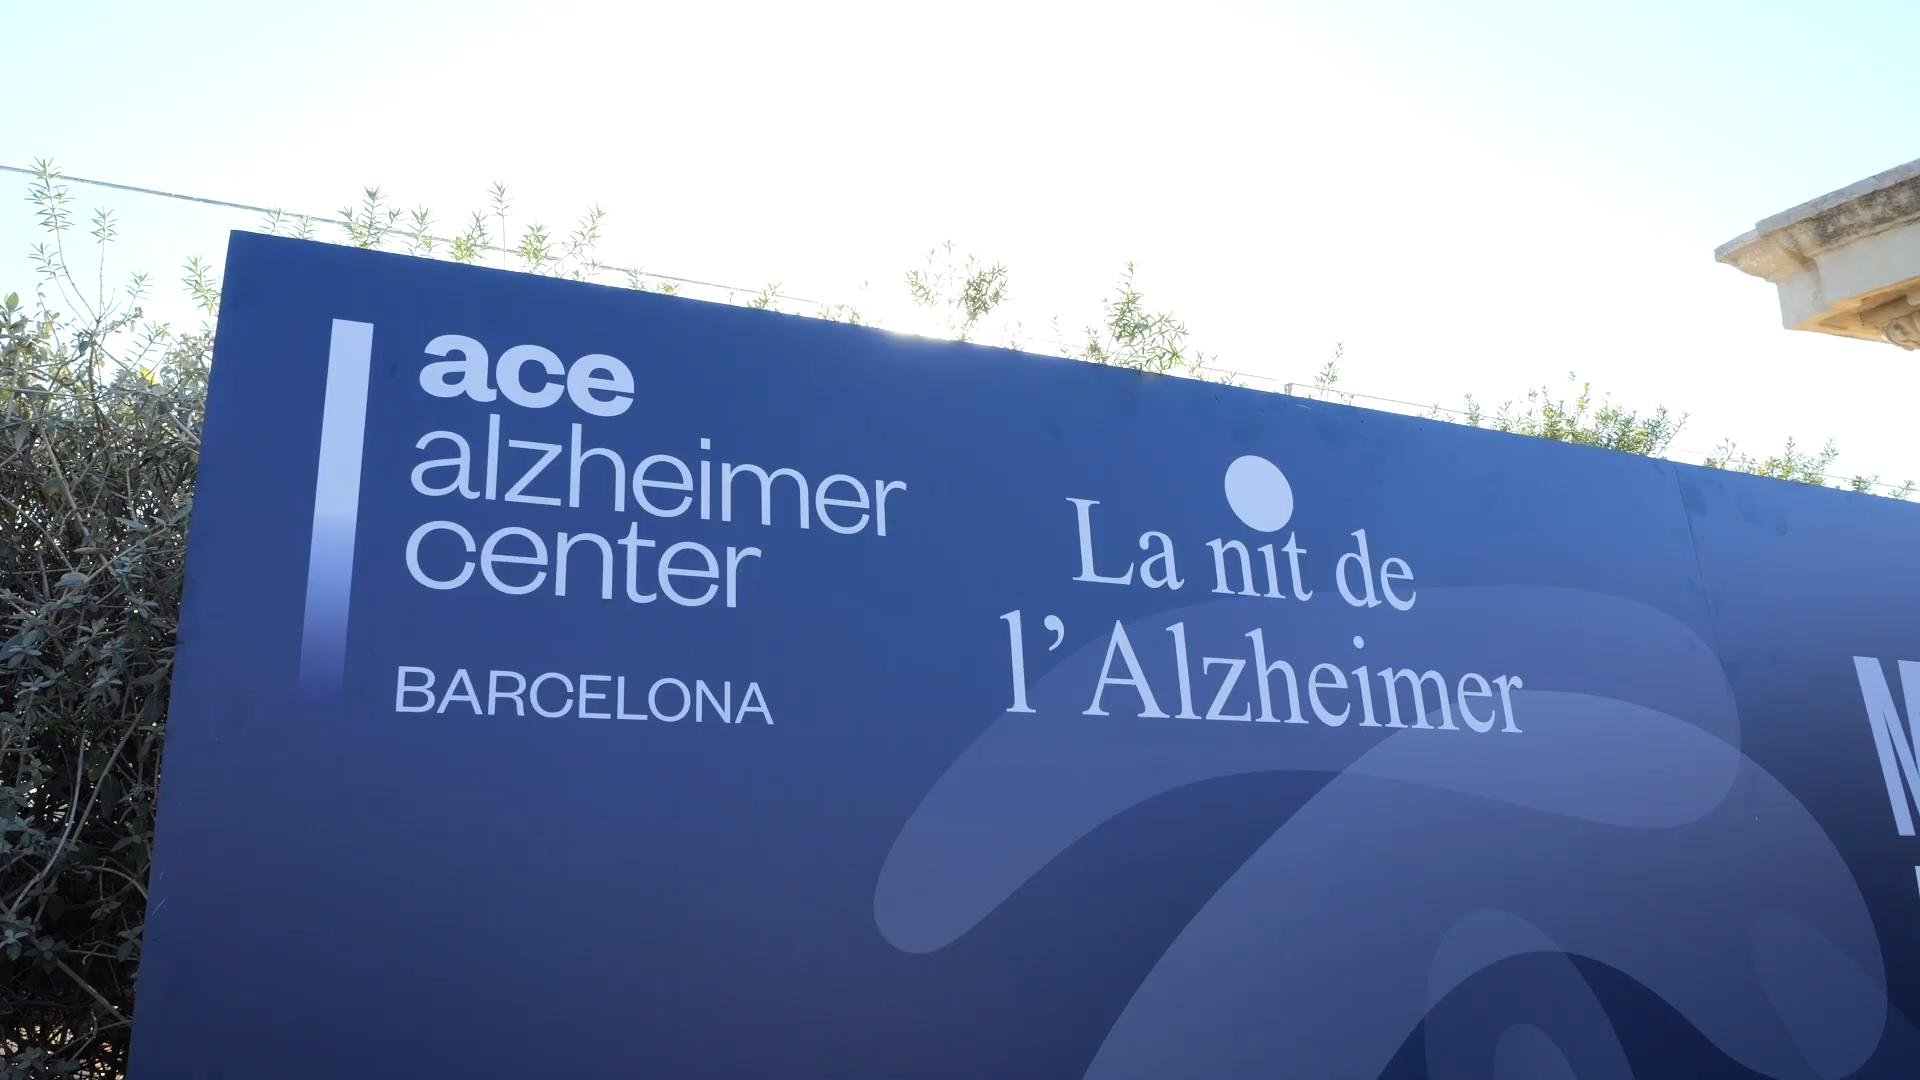 ace
alzheimer
center
BARCELONA
La nit de
l'Alzheimer